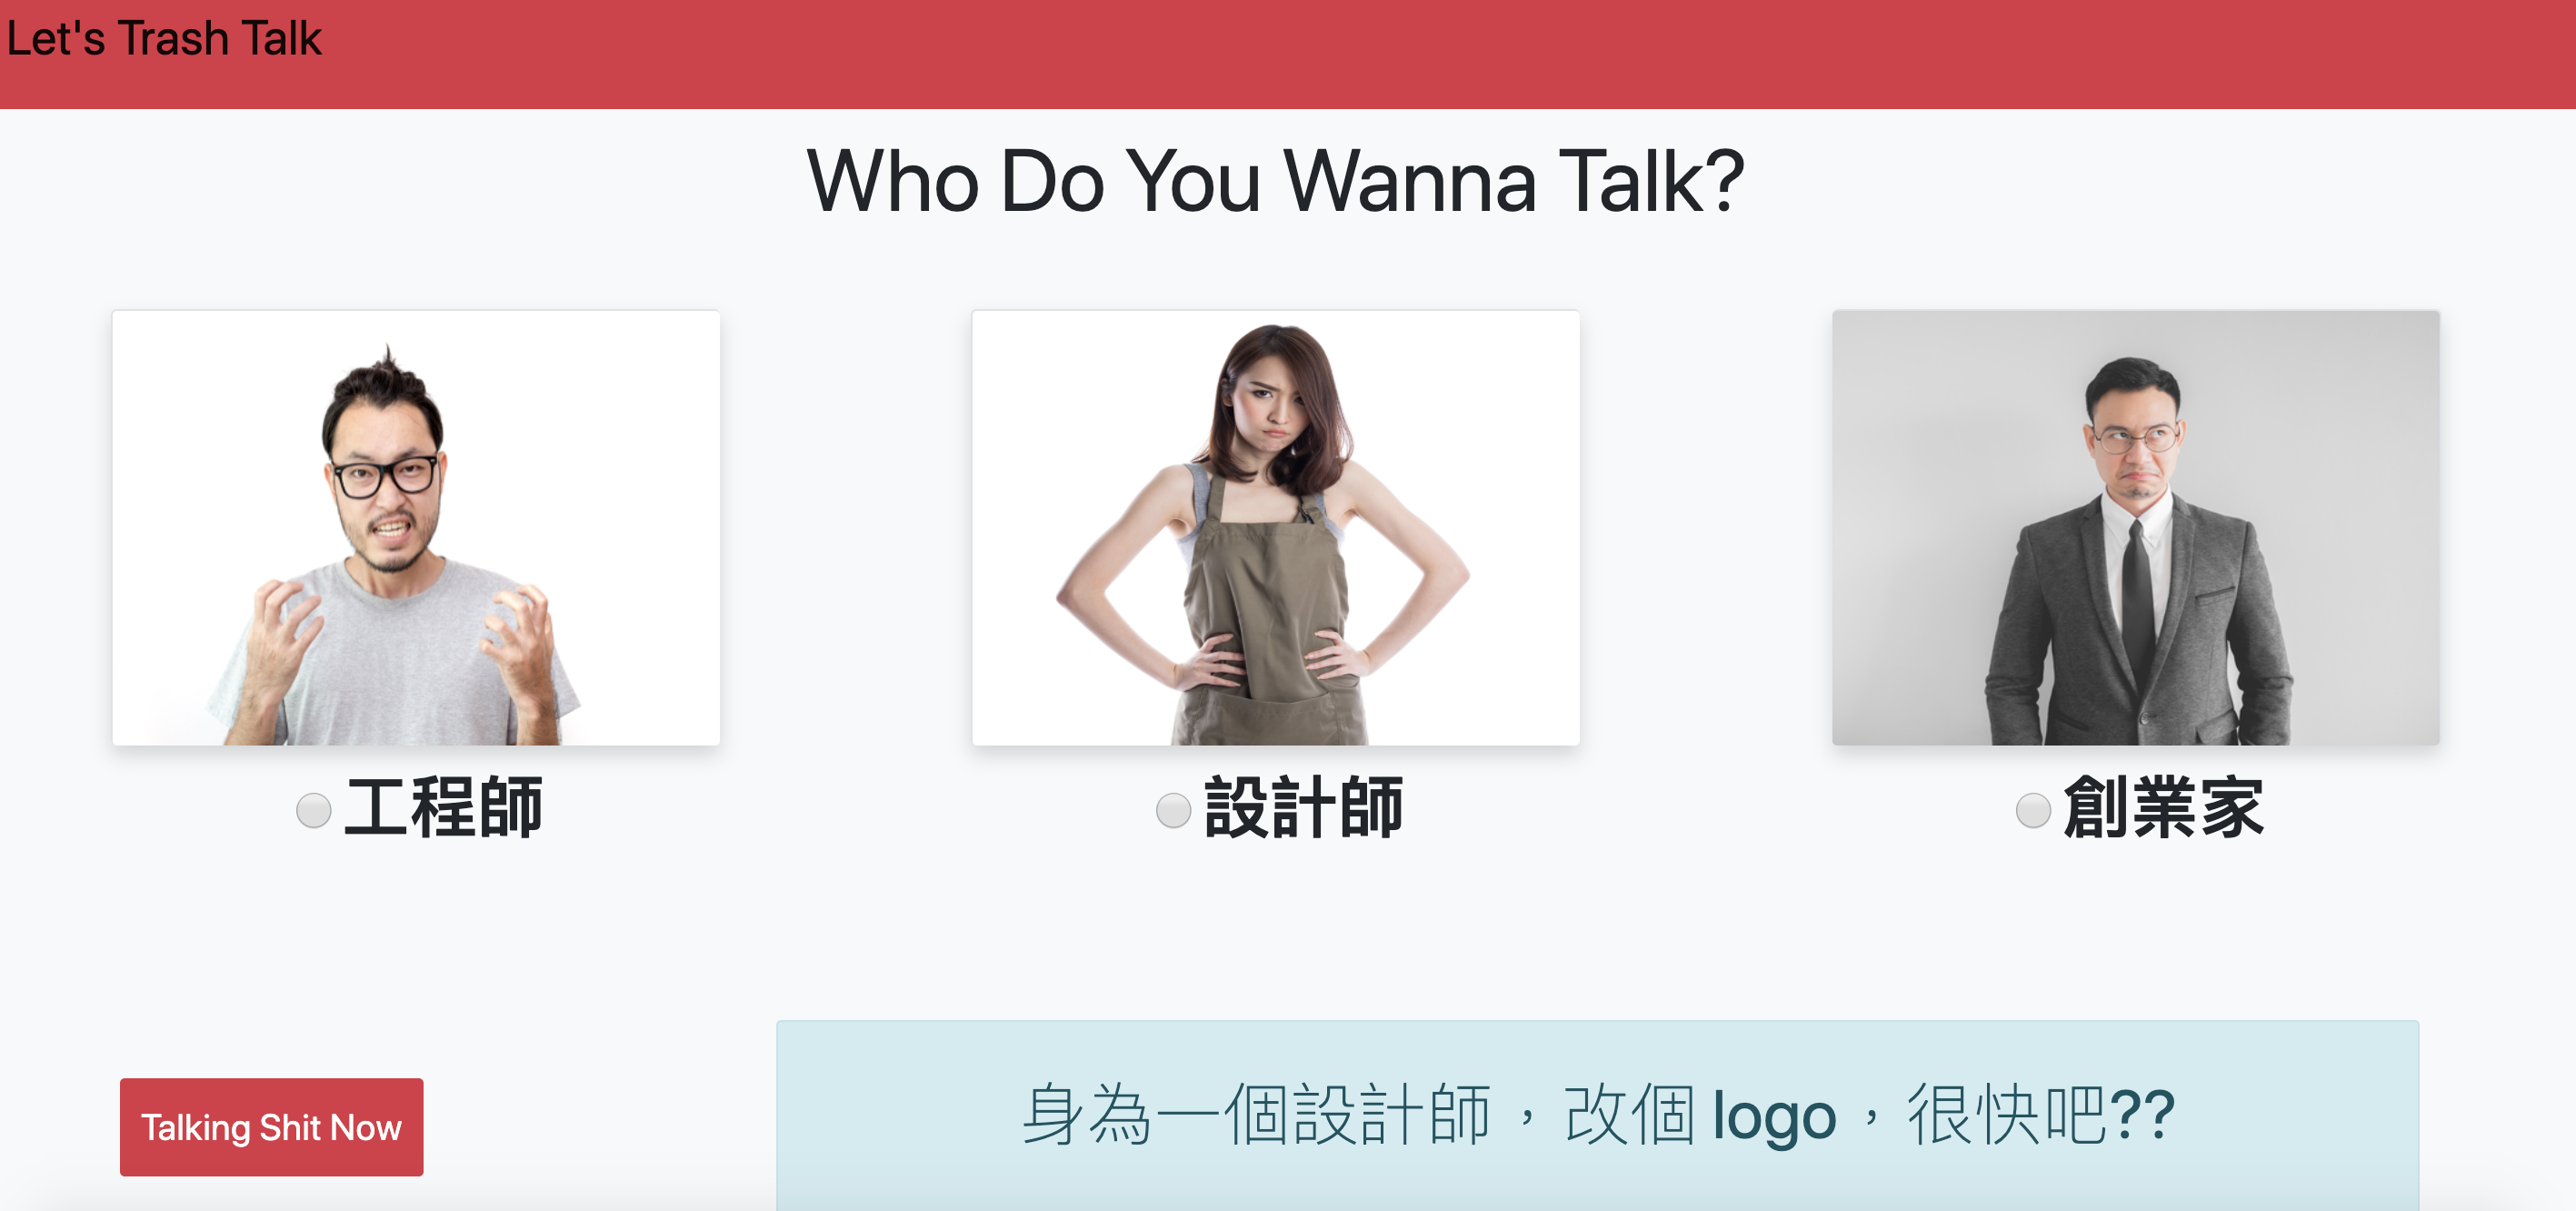 Let's Trash Talk
Who Do You Wanna Talk?
工程師
設計師
創業家
Talking Shit Now
身為一個設計師，改個 logo，很快吧??